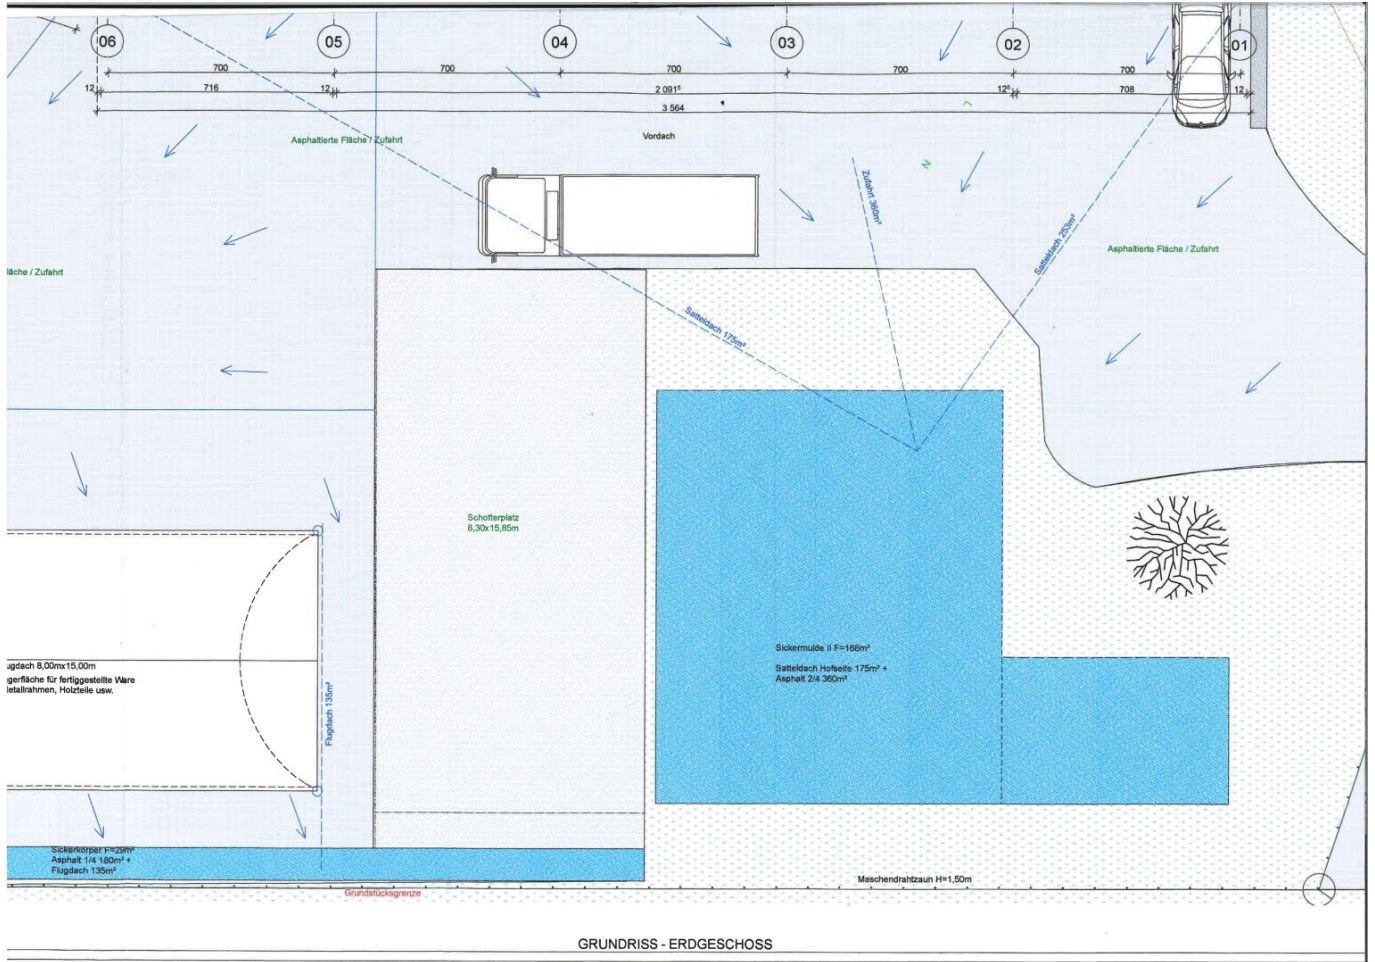 06 05 04 03 02 01
700 700 700 700 700
12 716 12 2 091⁵ 12⁵ 708 12
3 564
Asphaltierte Fläche / Zufahrt
Vordach
Zufahrt 360m²
N
Satteldach 253m²
Asphaltierte Fläche / Zufahrt
läche / Zufahrt
Satteldach 175m²
Schotterplatz
8,30x15,85m
Sickermulde II F=168m²
Satteldach Hofseite 175m² +
Asphalt 2/4 360m²
ugdach 8,00mx15,00m
gerfläche für fertiggestellte Ware
letallrahmen, Holzteile usw.
Flugdach 135m²
Sickerkörper F=29m²
Asphalt 1/4 180m² +
Flugdach 135m²
Maschendrahtzaun H=1,50m
Grundstücksgrenze
GRUNDRISS - ERDGESCHOSS